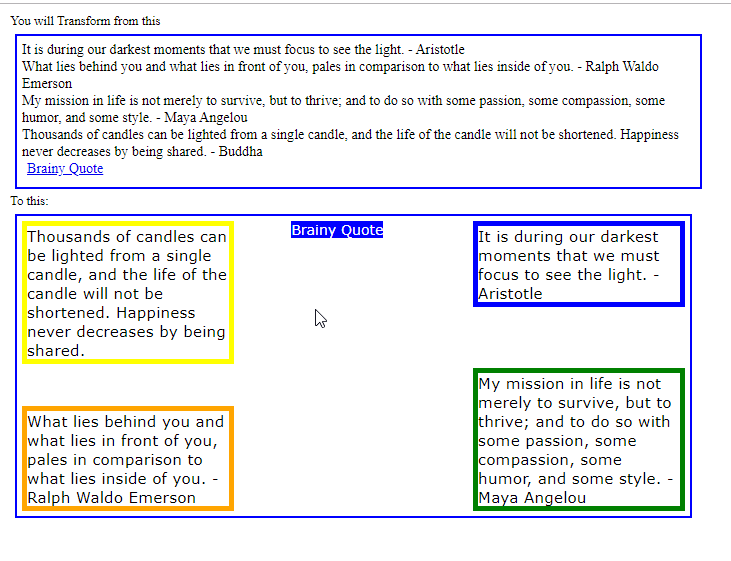 You will Transform from this
It is during our darkest moments that we must focus to see the light. - Aristotle
What lies behind you and what lies in front of you, pales in comparison to what lies inside of you. - Ralph Waldo
Emerson
My mission in life is not merely to survive, but to thrive; and to do so with some passion, some compassion, some
humor, and some style. - Maya Angelou
Thousands of candles can be lighted from a single candle, and the life of the candle will not be shortened. Happiness
never decreases by being shared. - Buddha
Brainy Quote
To this:
Thousands of candles can
be lighted from a single
candle, and the life of the
candle will not be
shortened. Happiness
never decreases by being
shared.
Brainy Quote
It is during our darkest
moments that we must
focus to see the light. -
Aristotle
What lies behind you and
what lies in front of you,
pales in comparison to
what lies inside of you. -
Ralph Waldo Emerson
My mission in life is not
merely to survive, but to
thrive; and to do so with
some passion, some
compassion, some
humor, and some style. -
Maya Angelou